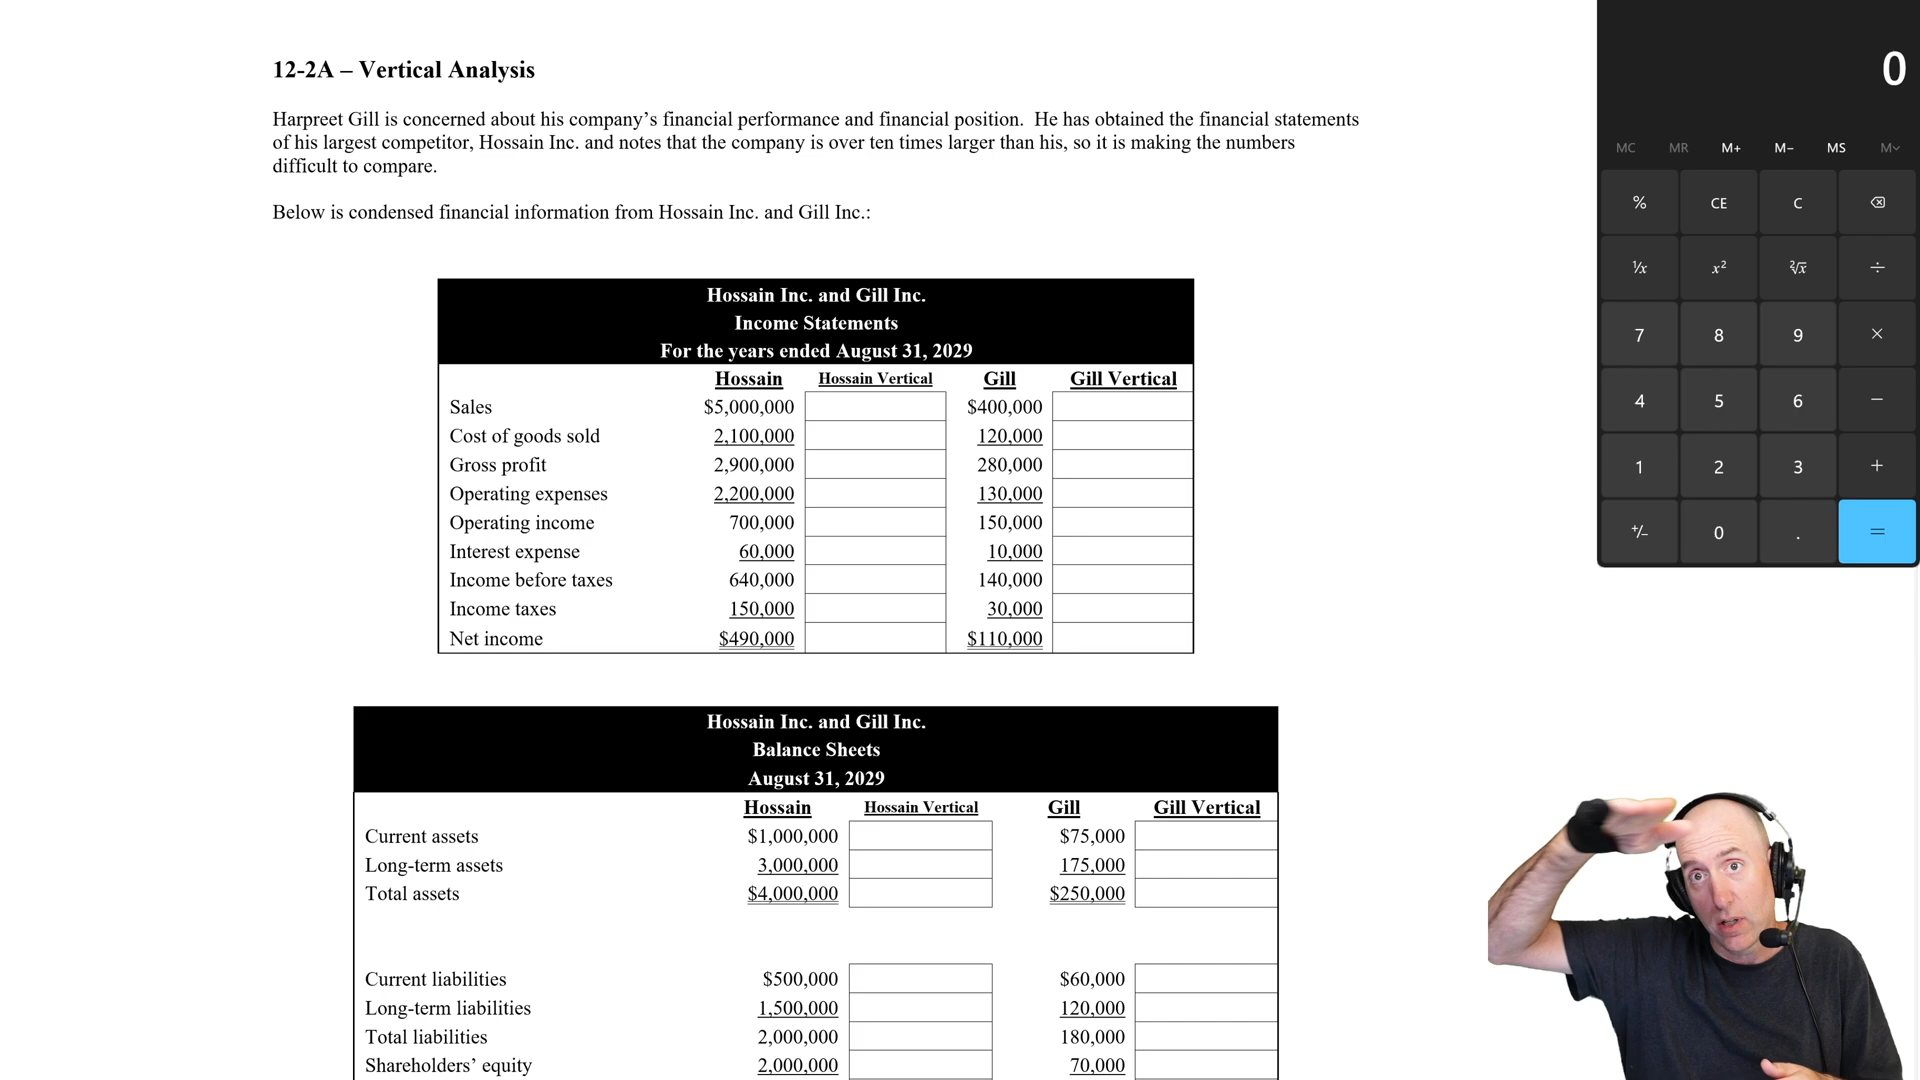 12-2A – Vertical Analysis
Harpreet Gill is concerned about his company’s financial performance and financial position. He has obtained the financial statements
of his largest competitor, Hossain Inc. and notes that the company is over ten times larger than his, so it is making the numbers
difficult to compare.
Below is condensed financial information from Hossain Inc. and Gill Inc.:
Hossain Inc. and Gill Inc.
Income Statements
For the years ended August 31, 2029
Hossain Hossain Vertical Gill Gill Vertical
Sales $5,000,000 $400,000
Cost of goods sold 2,100,000 120,000
Gross profit 2,900,000 280,000
Operating expenses 2,200,000 130,000
Operating income 700,000 150,000
Interest expense 60,000 10,000
Income before taxes 640,000 140,000
Income taxes 150,000 30,000
Net income $490,000 $110,000
Hossain Inc. and Gill Inc.
Balance Sheets
August 31, 2029
Hossain Hossain Vertical Gill Gill Vertical
Current assets $1,000,000 $75,000
Long-term assets 3,000,000 175,000
Total assets $4,000,000 $250,000
Current liabilities $500,000 $60,000
Long-term liabilities 1,500,000 120,000
Total liabilities 2,000,000 180,000
Shareholders’ equity 2,000,000 70,000
0
MC MR M+ M− MS M˅
% CE C ⌫
⅟x x² ²√x ÷
7 8 9 ×
4 5 6 −
1 2 3 +
+/− 0 . =